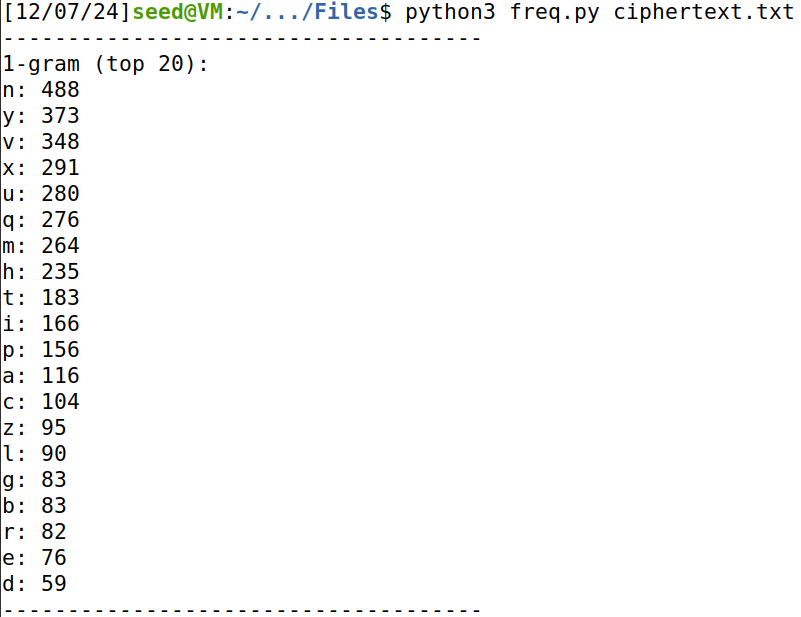 [12/07/24]seed@VM:~/.../Files$ python3 freq.py ciphertext.txt
-------------------------------------
1-gram (top 20):
n: 488
y: 373
v: 348
x: 291
u: 280
q: 276
m: 264
h: 235
t: 183
i: 166
p: 156
a: 116
c: 104
z: 95
l: 90
g: 83
b: 83
r: 82
e: 76
d: 59
-------------------------------------